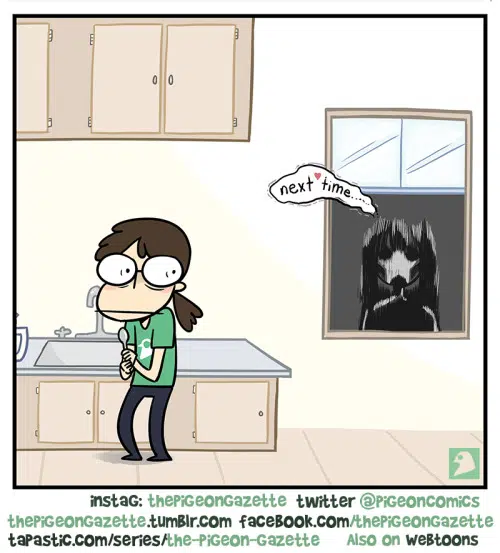 next time....
instag: thepigeongazette twitter @pigeoncomics
thepigeongazette.tumblr.com facebook.com/thepigeongazette
tapastic.com/series/the-Pigeon-Gazette Also on webtoons